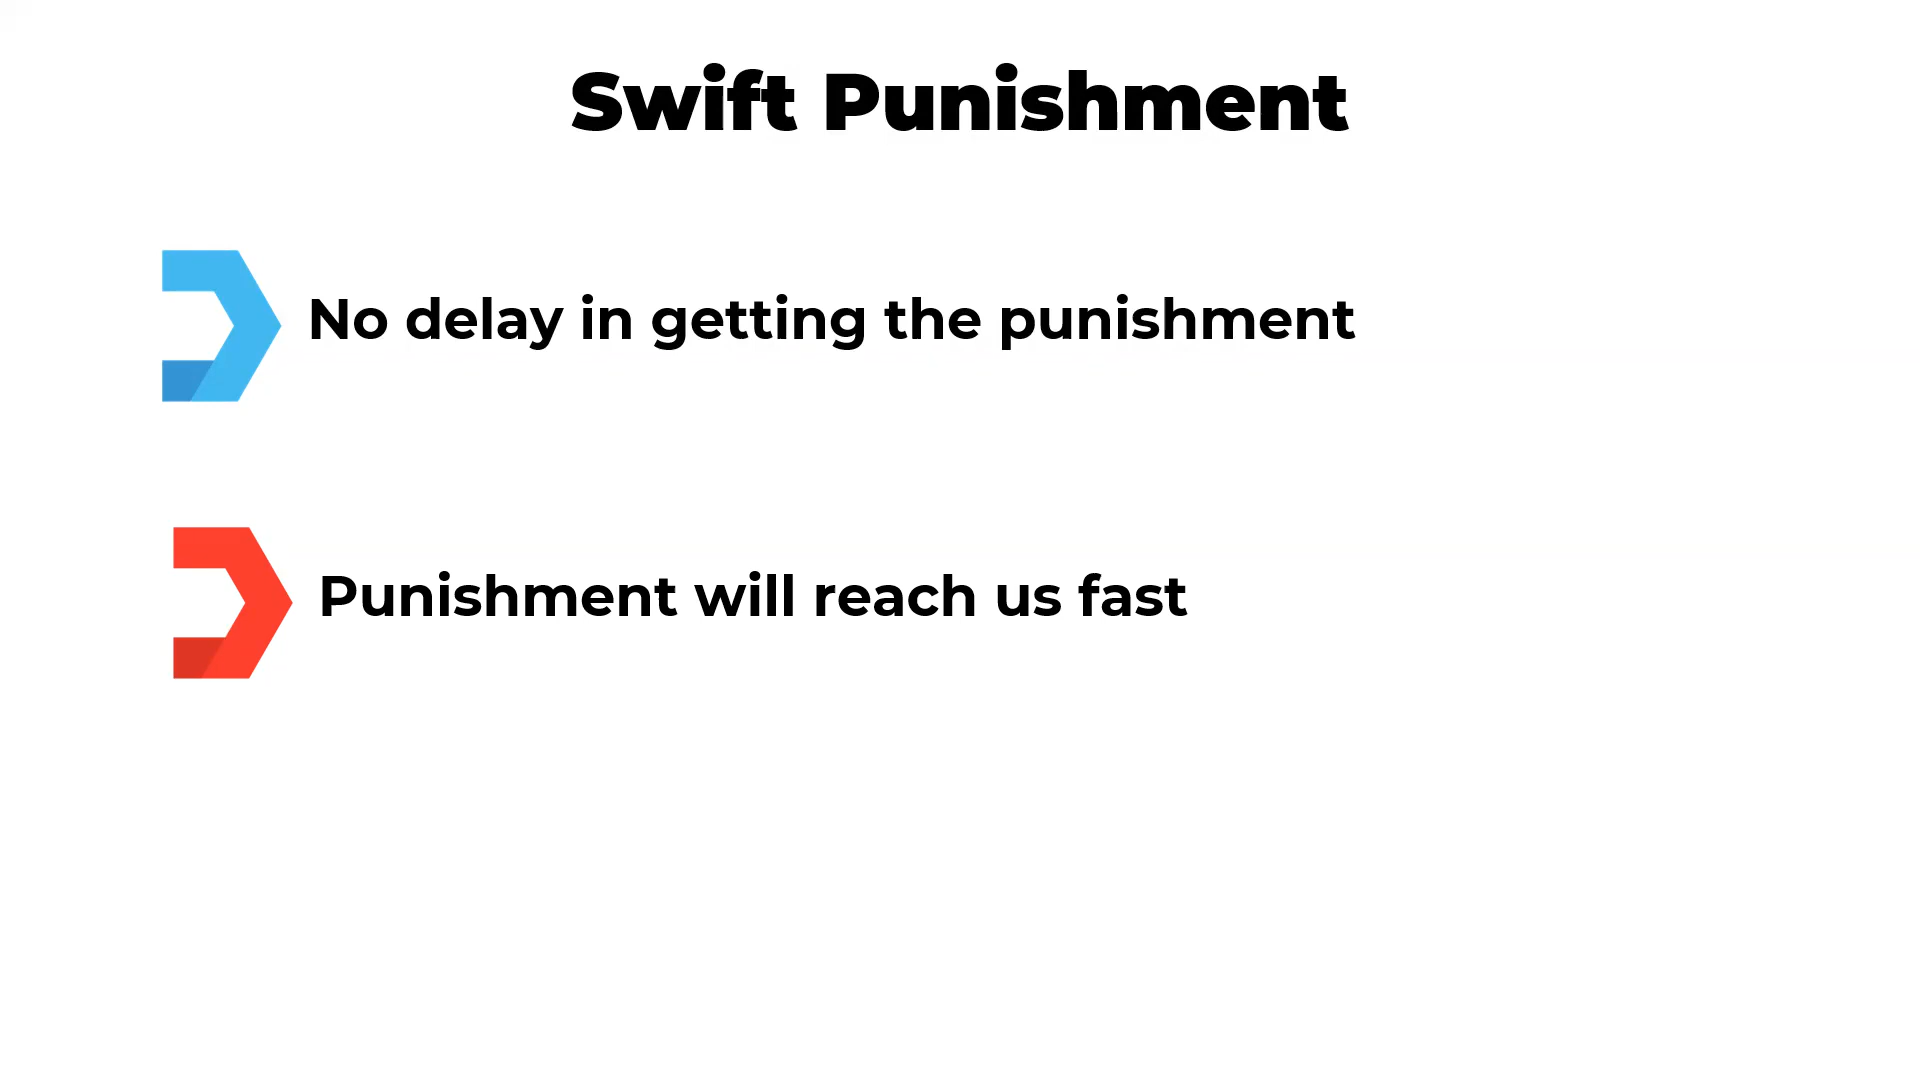 Swift Punishment
No delay in getting the punishment
Punishment will reach us fast